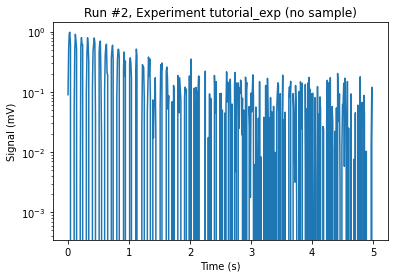 Run #2, Experiment tutorial_exp (no sample)
Signal (mV)
10⁰
10⁻¹
10⁻²
10⁻³
0 1 2 3 4 5
Time (s)